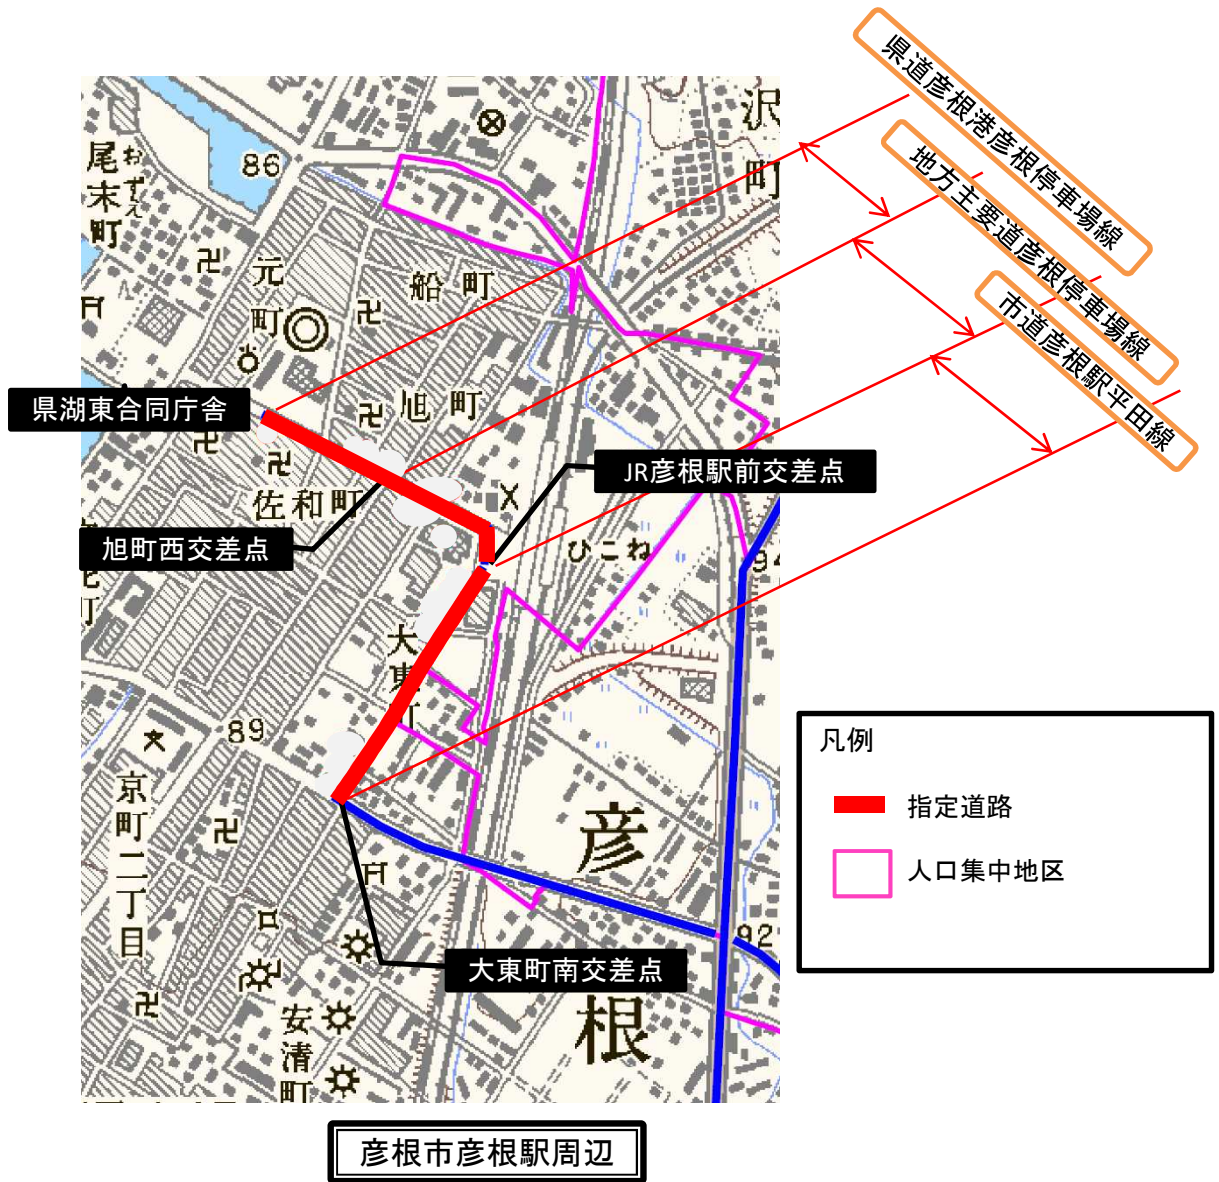 県道彦根港彦根停車場線
地方主要道彦根停車場線
市道彦根駅平田線
沢
町
尾末町
おずえ
86
元
町
船町
旭町
県湖東合同庁舎
佐和町
JR彦根駅前交差点
旭町西交差点
ひこね
94
大東町
89
京町二丁目
彦
根
92
大東町南交差点
安清町
凡例
指定道路
人口集中地区
彦根市彦根駅周辺